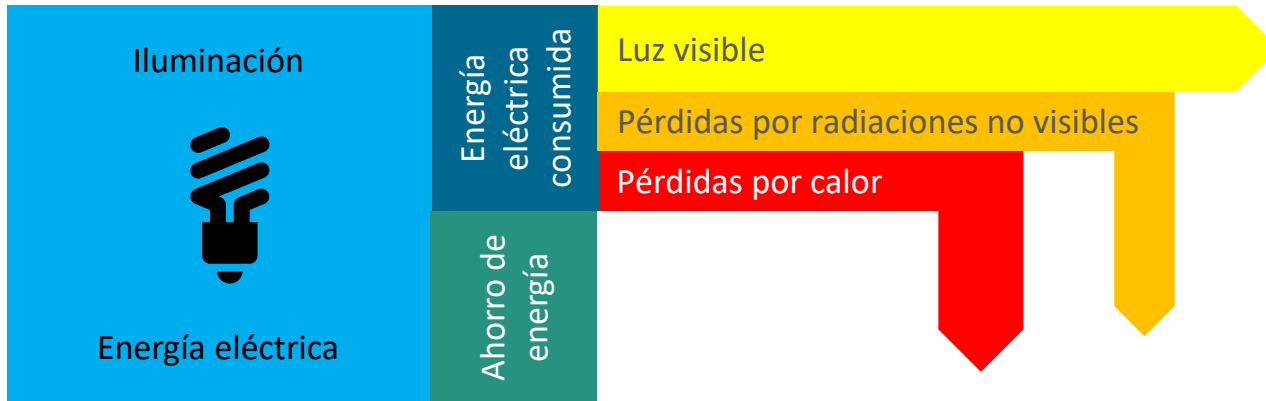 Iluminación
Energía eléctrica
Energía
eléctrica
consumida
Ahorro de
energía
Luz visible
Pérdidas por radiaciones no visibles
Pérdidas por calor